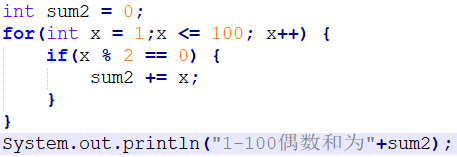 int sum2 = 0;
for(int x = 1;x <= 100; x++) {
    if(x % 2 == 0) {
        sum2 += x;
    }
}
System.out.println("1-100偶数和为"+sum2);